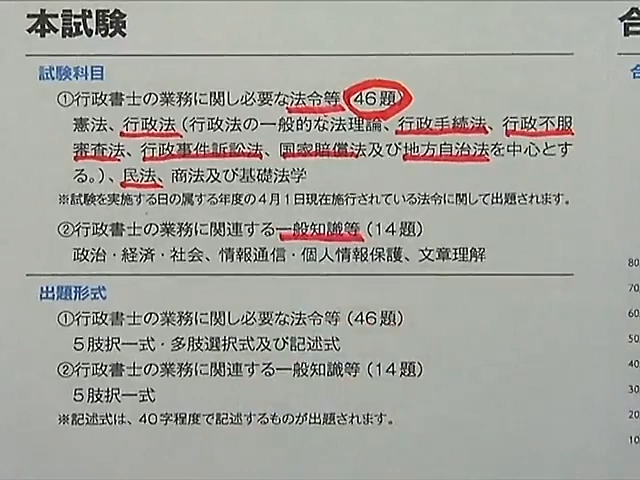 本試験
試験科目
①行政書士の業務に関し必要な法令等(46題)
憲法、行政法(行政法の一般的な法理論、行政手続法、行政不服
審査法、行政事件訴訟法、国家賠償法及び地方自治法を中心とす
る。)、民法、商法及び基礎法学
※試験を実施する日の属する年度の4月1日現在施行されている法令に関して出題されます。
②行政書士の業務に関連する一般知識等(14題)
政治・経済・社会、情報通信・個人情報保護、文章理解
出題形式
①行政書士の業務に関し必要な法令等(46題)
5肢択一式・多肢選択式及び記述式
②行政書士の業務に関連する一般知識等(14題)
5肢択一式
※記述式は、40字程度で記述するものが出題されます。
合
合
80
70
60
50
40
30
20
10